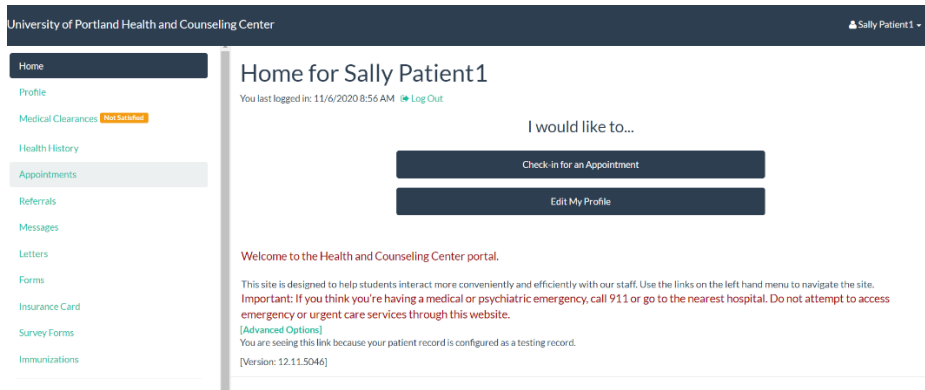 University of Portland Health and Counseling Center
Sally Patient1
Home
Profile
Medical Clearances Not Satisfied
Health History
Appointments
Referrals
Messages
Letters
Forms
Insurance Card
Survey Forms
Immunizations
Home for Sally Patient1
You last logged in: 11/6/2020 8:56 AM Log Out
I would like to...
Check-in for an Appointment
Edit My Profile
Welcome to the Health and Counseling Center portal.
This site is designed to help students interact more conveniently and efficiently with our staff. Use the links on the left hand menu to navigate the site.
Important: If you think you're having a medical or psychiatric emergency, call 911 or go to the nearest hospital. Do not attempt to access
emergency or urgent care services through this website.
[Advanced Options]
You are seeing this link because your patient record is configured as a testing record.
[Version: 12.11.5046]